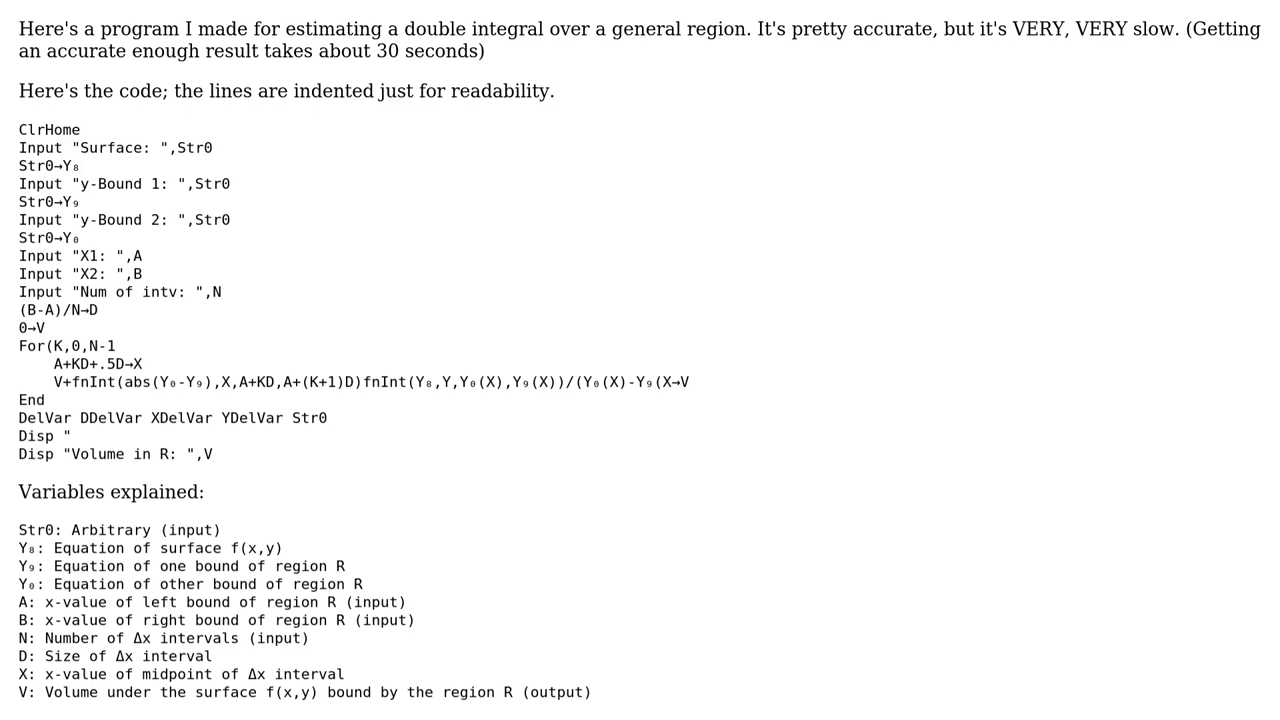 Here's a program I made for estimating a double integral over a general region. It's pretty accurate, but it's VERY, VERY slow. (Getting
an accurate enough result takes about 30 seconds)
Here's the code; the lines are indented just for readability.
ClrHome
Input "Surface: ",Str0
Str0→Y₈
Input "y-Bound 1: ",Str0
Str0→Y₉
Input "y-Bound 2: ",Str0
Str0→Y₀
Input "X1: ",A
Input "X2: ",B
Input "Num of intv: ",N
(B-A)/N→D
0→V
For(K,0,N-1
    A+KD+.5D→X
    V+fnInt(abs(Y₀-Y₉),X,A+KD,A+(K+1)D)fnInt(Y₈,Y,Y₀(X),Y₉(X))/(Y₀(X)-Y₉(X→V
End
DelVar DDelVar XDelVar YDelVar Str0
Disp "
Disp "Volume in R: ",V
Variables explained:
Str0: Arbitrary (input)
Y₈: Equation of surface f(x,y)
Y₉: Equation of one bound of region R
Y₀: Equation of other bound of region R
A: x-value of left bound of region R (input)
B: x-value of right bound of region R (input)
N: Number of Δx intervals (input)
D: Size of Δx interval
X: x-value of midpoint of Δx interval
V: Volume under the surface f(x,y) bound by the region R (output)